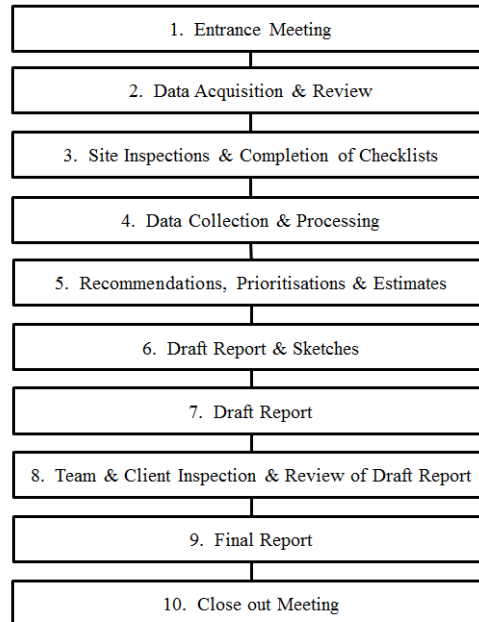 1. Entrance Meeting
2. Data Acquisition & Review
3. Site Inspections & Completion of Checklists
4. Data Collection & Processing
5. Recommendations, Prioritisations & Estimates
6. Draft Report & Sketches
7. Draft Report
8. Team & Client Inspection & Review of Draft Report
9. Final Report
10. Close out Meeting